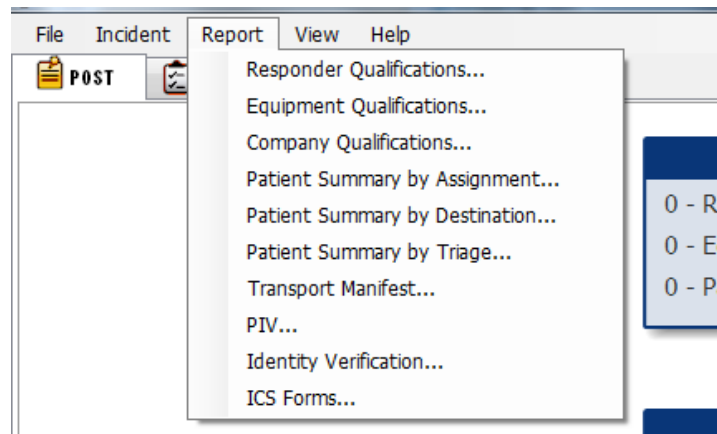 File Incident Report View Help
POST
Responder Qualifications...
Equipment Qualifications...
Company Qualifications...
Patient Summary by Assignment...
Patient Summary by Destination...
Patient Summary by Triage...
Transport Manifest...
PIV...
Identity Verification...
ICS Forms...
0 - R
0 - E
0 - P